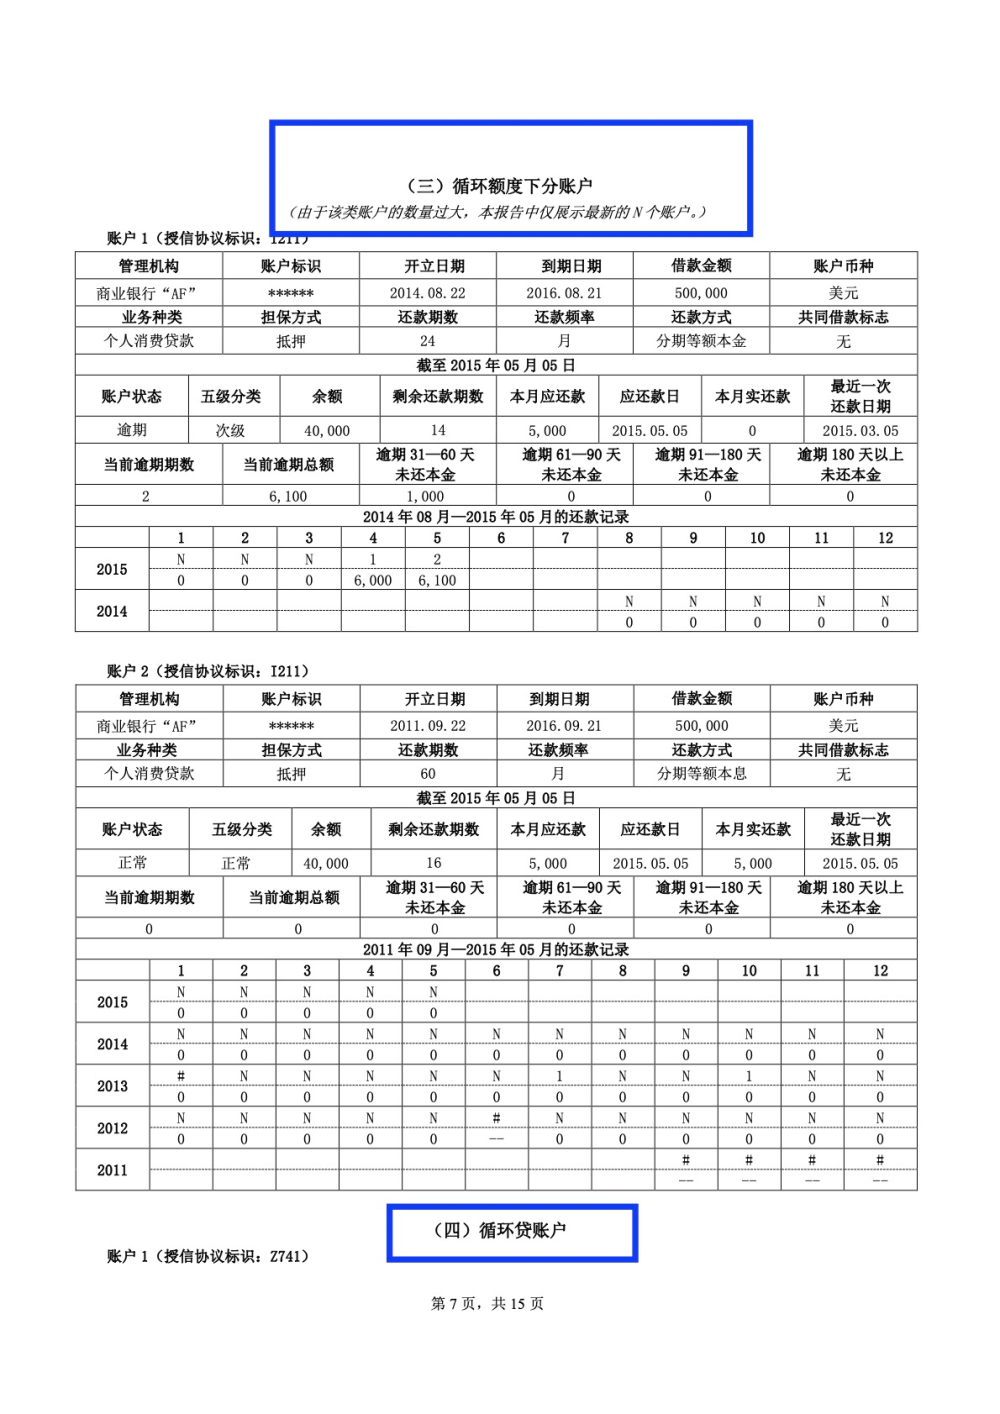 （三）循环额度下分账户
（由于该类账户的数量过大，本报告中仅展示最新的 N 个账户。）
账户 1（授信协议标识：I211）
管理机构 账户标识 开立日期 到期日期 借款金额 账户币种
商业银行“AF” ****** 2014.08.22 2016.08.21 500,000 美元
业务种类 担保方式 还款期数 还款频率 还款方式 共同借款标志
个人消费贷款 抵押 24 月 分期等额本金 无
截至 2015 年 05 月 05 日
账户状态 五级分类 余额 剩余还款期数 本月应还款 应还款日 本月实还款 最近一次还款日期
逾期 次级 40,000 14 5,000 2015.05.05 0 2015.03.05
当前逾期期数 当前逾期总额 逾期 31—60 天未还本金 逾期 61—90 天未还本金 逾期 91—180 天未还本金 逾期 180 天以上未还本金
2 6,100 1,000 0 0 0
2014 年 08 月—2015 年 05 月的还款记录
1 2 3 4 5 6 7 8 9 10 11 12
2015 N N N 1 2
0 0 0 6,000 6,100
2014 N N N N N
0 0 0 0 0
账户 2（授信协议标识：I211）
管理机构 账户标识 开立日期 到期日期 借款金额 账户币种
商业银行“AF” ****** 2011.09.22 2016.09.21 500,000 美元
业务种类 担保方式 还款期数 还款频率 还款方式 共同借款标志
个人消费贷款 抵押 60 月 分期等额本息 无
截至 2015 年 05 月 05 日
账户状态 五级分类 余额 剩余还款期数 本月应还款 应还款日 本月实还款 最近一次还款日期
正常 正常 40,000 16 5,000 2015.05.05 5,000 2015.05.05
当前逾期期数 当前逾期总额 逾期 31—60 天未还本金 逾期 61—90 天未还本金 逾期 91—180 天未还本金 逾期 180 天以上未还本金
0 0 0 0 0 0
2011 年 09 月—2015 年 05 月的还款记录
1 2 3 4 5 6 7 8 9 10 11 12
2015 N N N N N
0 0 0 0 0
2014 N N N N N N N N N N N N
0 0 0 0 0 0 0 0 0 0 0 0
2013 # N N N N N 1 N N 1 N N
0 0 0 0 0 0 0 0 0 0 0 0
2012 N N N N N # N N N N N N
0 0 0 0 0 -- 0 0 0 0 0 0
2011 # # # #
-- -- -- --
（四）循环贷账户
账户 1（授信协议标识：Z741）
第 7 页，共 15 页